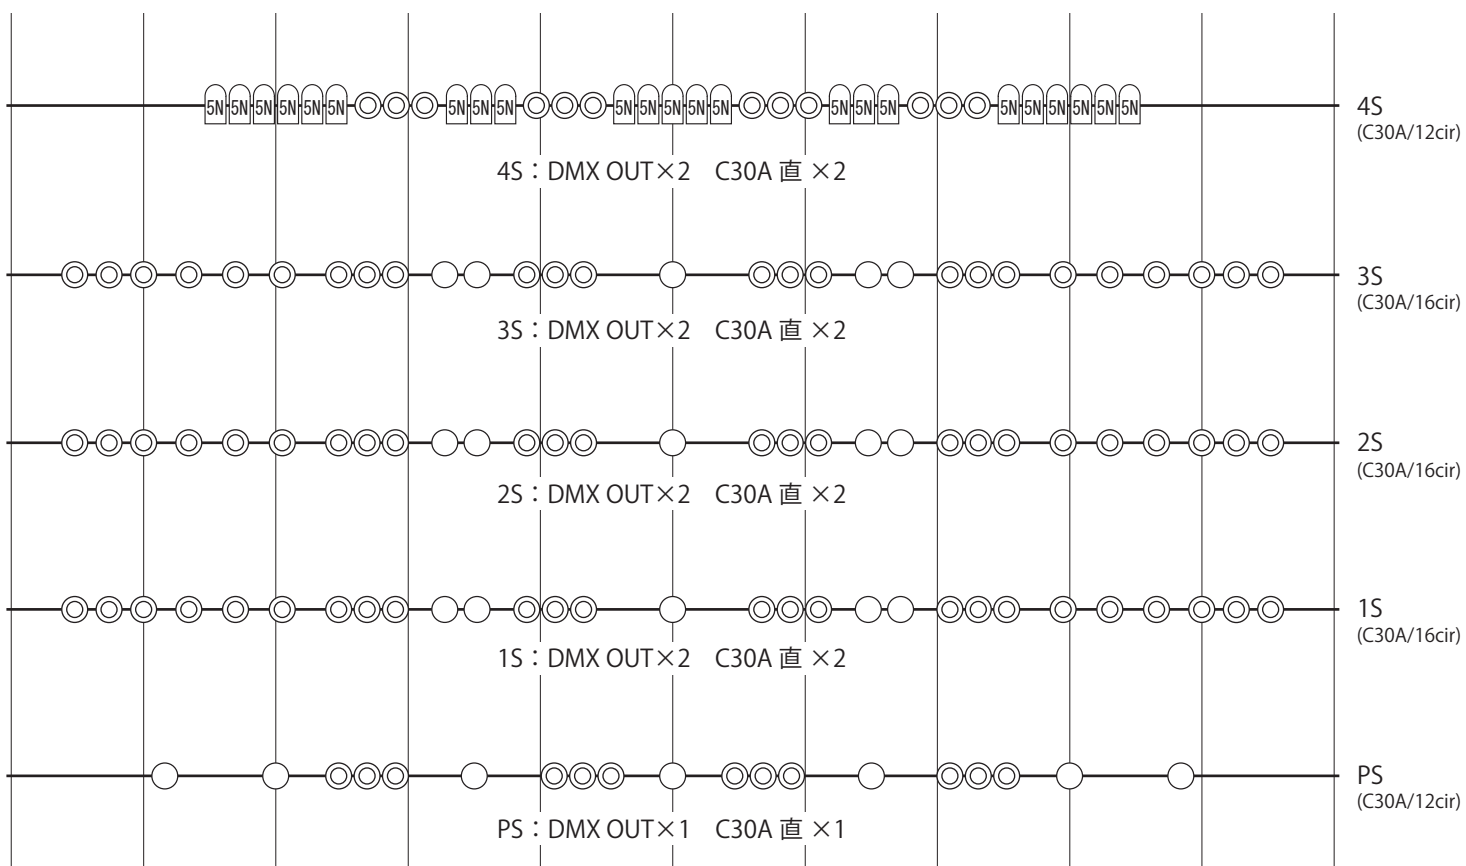 5N 5N 5N 5N 5N 5N 5N 5N 5N 5N 5N 5N 5N 5N 5N 5N 5N 5N 5N 5N 5N 5N 5N 4S
(C30A/12cir)
4S：DMX OUT×2 C30A 直 ×2
3S
(C30A/16cir)
3S：DMX OUT×2 C30A 直 ×2
2S
(C30A/16cir)
2S：DMX OUT×2 C30A 直 ×2
1S
(C30A/16cir)
1S：DMX OUT×2 C30A 直 ×2
PS
(C30A/12cir)
PS：DMX OUT×1 C30A 直 ×1